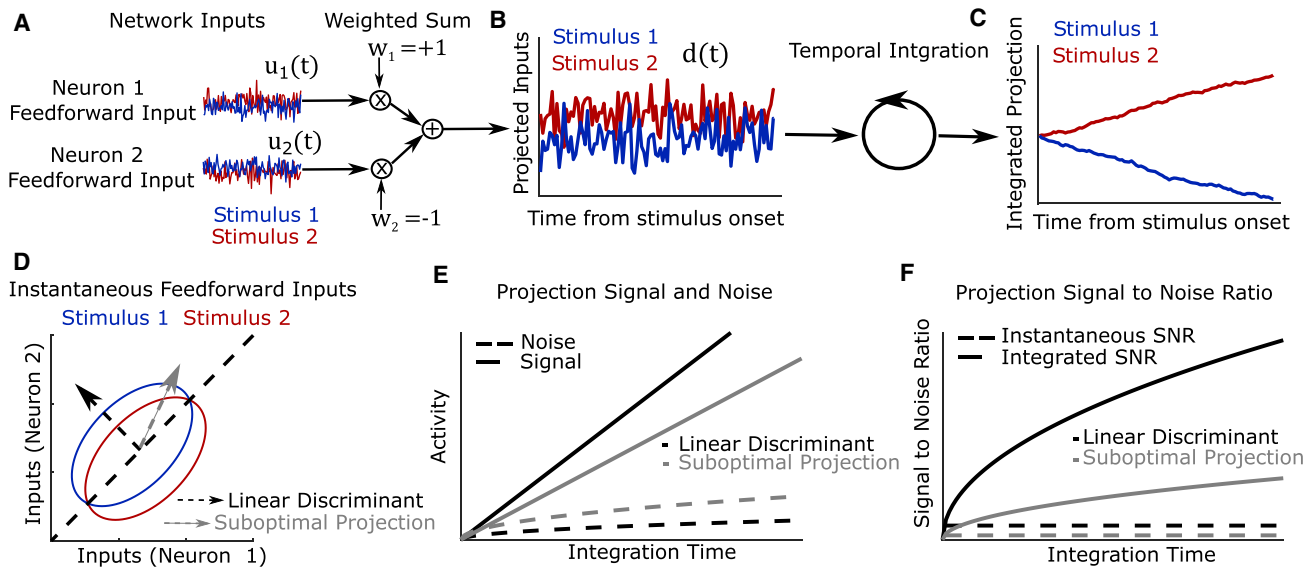 A
Network Inputs
Weighted Sum
w1 =+1
Neuron 1
Feedforward Input
u1(t)
X
+
Neuron 2
Feedforward Input
u2(t)
X
w2 =-1
Stimulus 1
Stimulus 2
B
Stimulus 1
Stimulus 2
d(t)
Projected Inputs
Time from stimulus onset
Temporal Intgration
C
Stimulus 1
Stimulus 2
Integrated Projection
Time from stimulus onset
D
Instantaneous Feedforward Inputs
Stimulus 1 Stimulus 2
Inputs (Neuron 2)
Linear Discriminant
Suboptimal Projection
Inputs (Neuron 1)
E
Projection Signal and Noise
Noise
Signal
Activity
Linear Discriminant
Suboptimal Projection
Integration Time
F
Projection Signal to Noise Ratio
Instantaneous SNR
Integrated SNR
Signal to Noise Ratio
Linear Discriminant
Suboptimal Projection
Integration Time